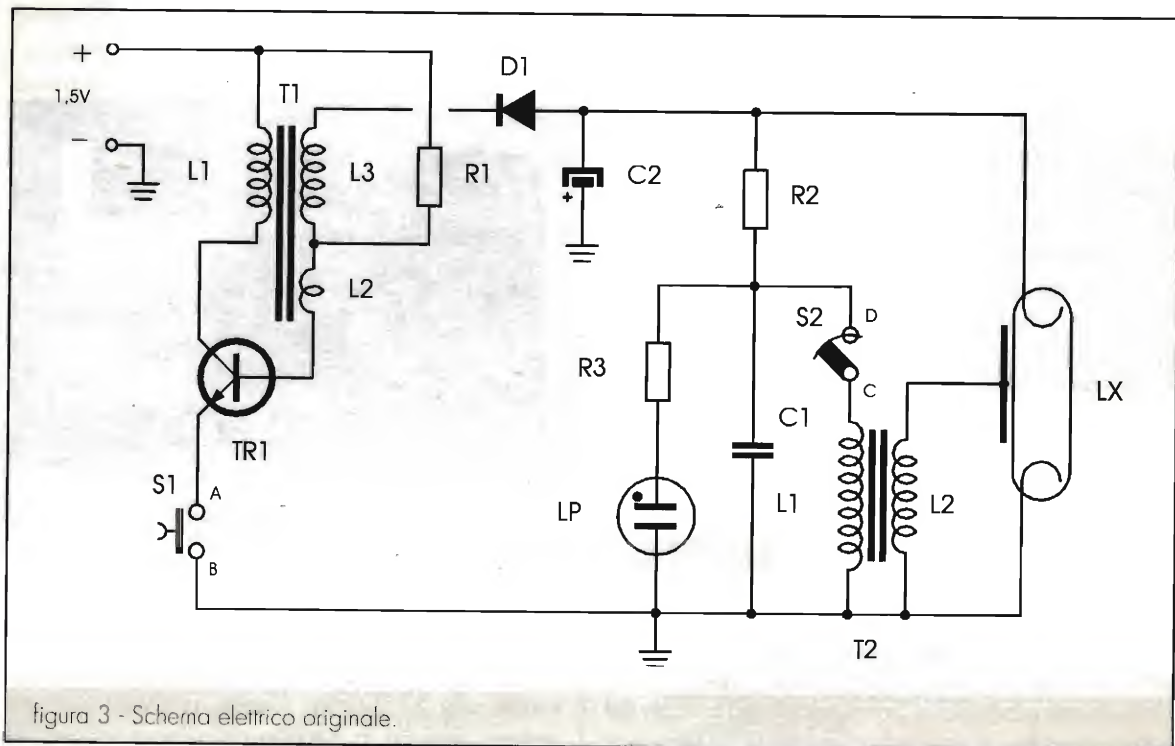 +
1,5V
−
T1
L1
L3
R1
L2
TR1
S1
A
B
D1
C2
+
R2
R3
LP
C1
S2
D
C
L1
L2
T2
LX
figura 3 - Schema elettrico originale.